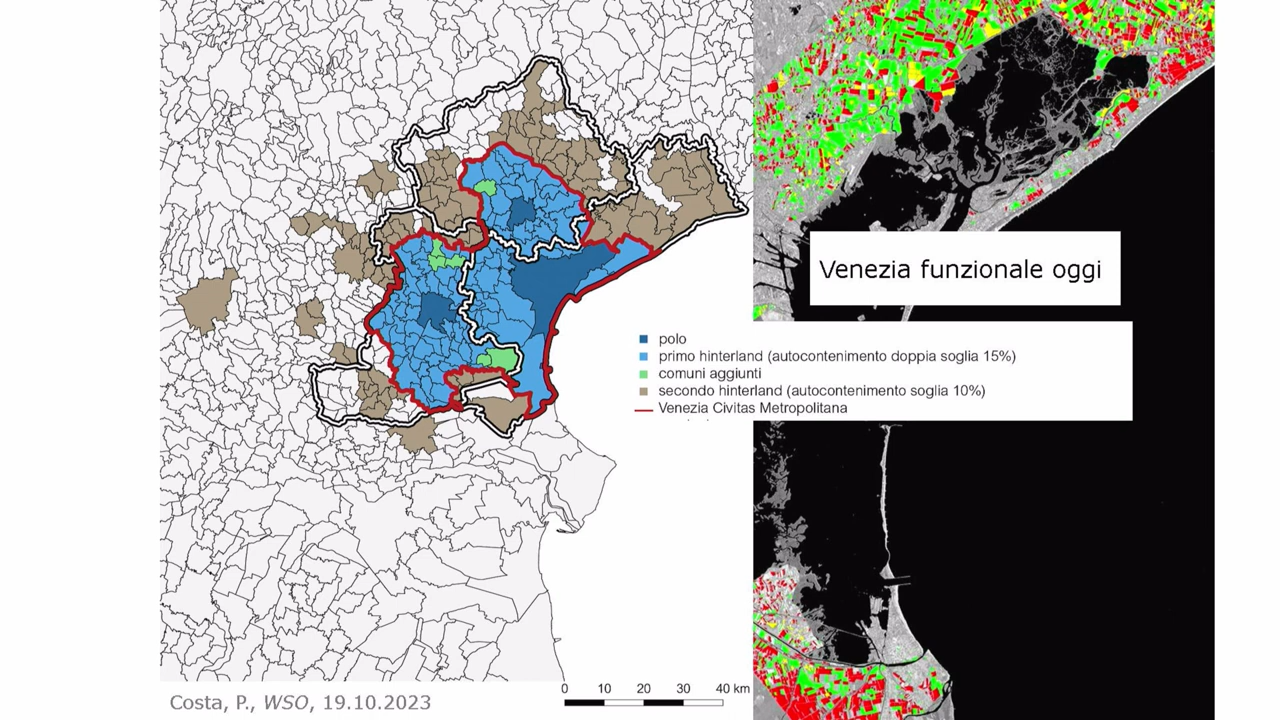 Venezia funzionale oggi
polo
primo hinterland (autocontenimento doppia soglia 15%)
comuni aggiunti
secondo hinterland (autocontenimento soglia 10%)
Venezia Civitas Metropolitana
0 10 20 30 40 km
Costa, P., WSO, 19.10.2023